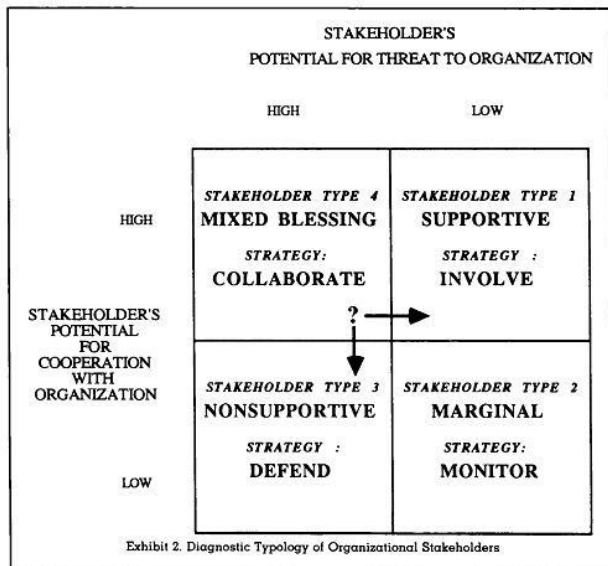 STAKEHOLDER'S
POTENTIAL FOR THREAT TO ORGANIZATION
HIGH
LOW
STAKEHOLDER TYPE 4
MIXED BLESSING
STRATEGY:
COLLABORATE
STAKEHOLDER TYPE 1
SUPPORTIVE
STRATEGY :
INVOLVE
HIGH
?
STAKEHOLDER'S
POTENTIAL
FOR
COOPERATION
WITH
ORGANIZATION
STAKEHOLDER TYPE 3
NONSUPPORTIVE
STRATEGY :
DEFEND
STAKEHOLDER TYPE 2
MARGINAL
STRATEGY:
MONITOR
LOW
Exhibit 2. Diagnostic Typology of Organizational Stakeholders